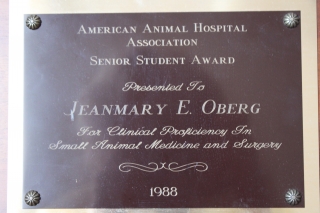 American Animal Hospital
Association
Senior Student Award
Presented To
Jeanmary E. Oberg
For Clinical Proficiency In
Small Animal Medicine and Surgery
1988